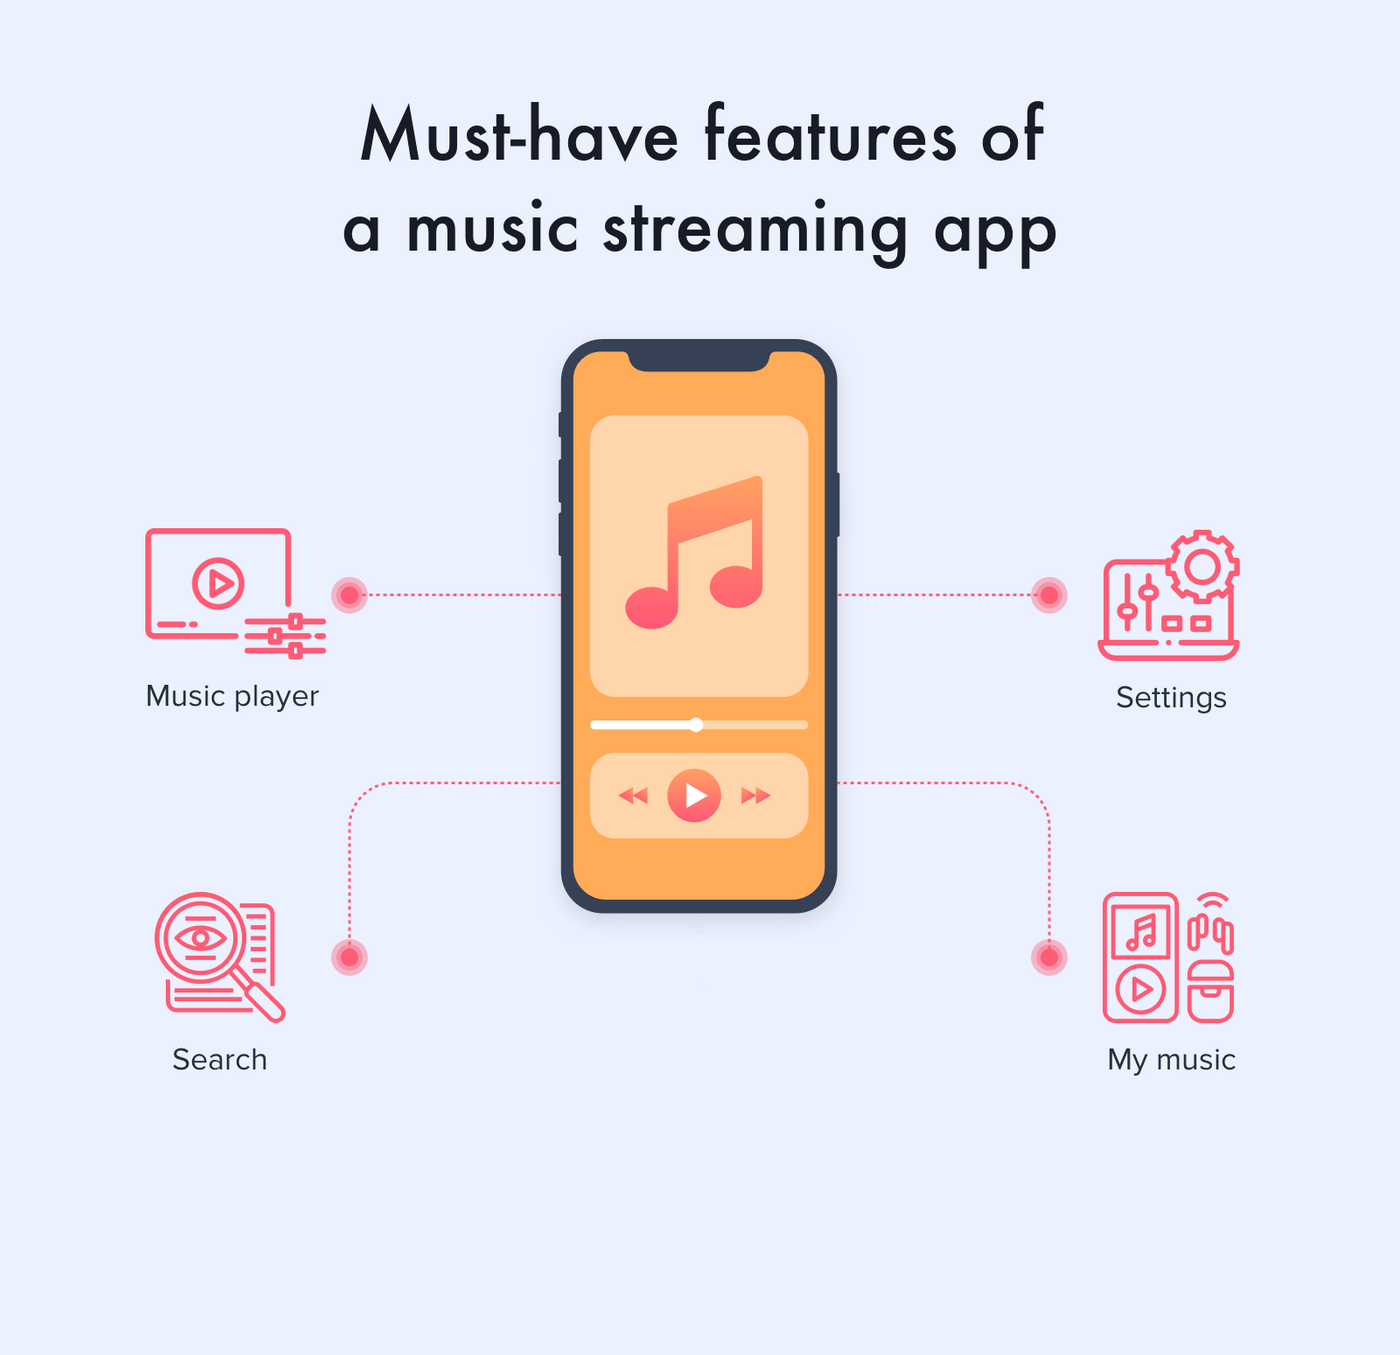 Must-have features of
a music streaming app
Music player
Settings
Search
My music